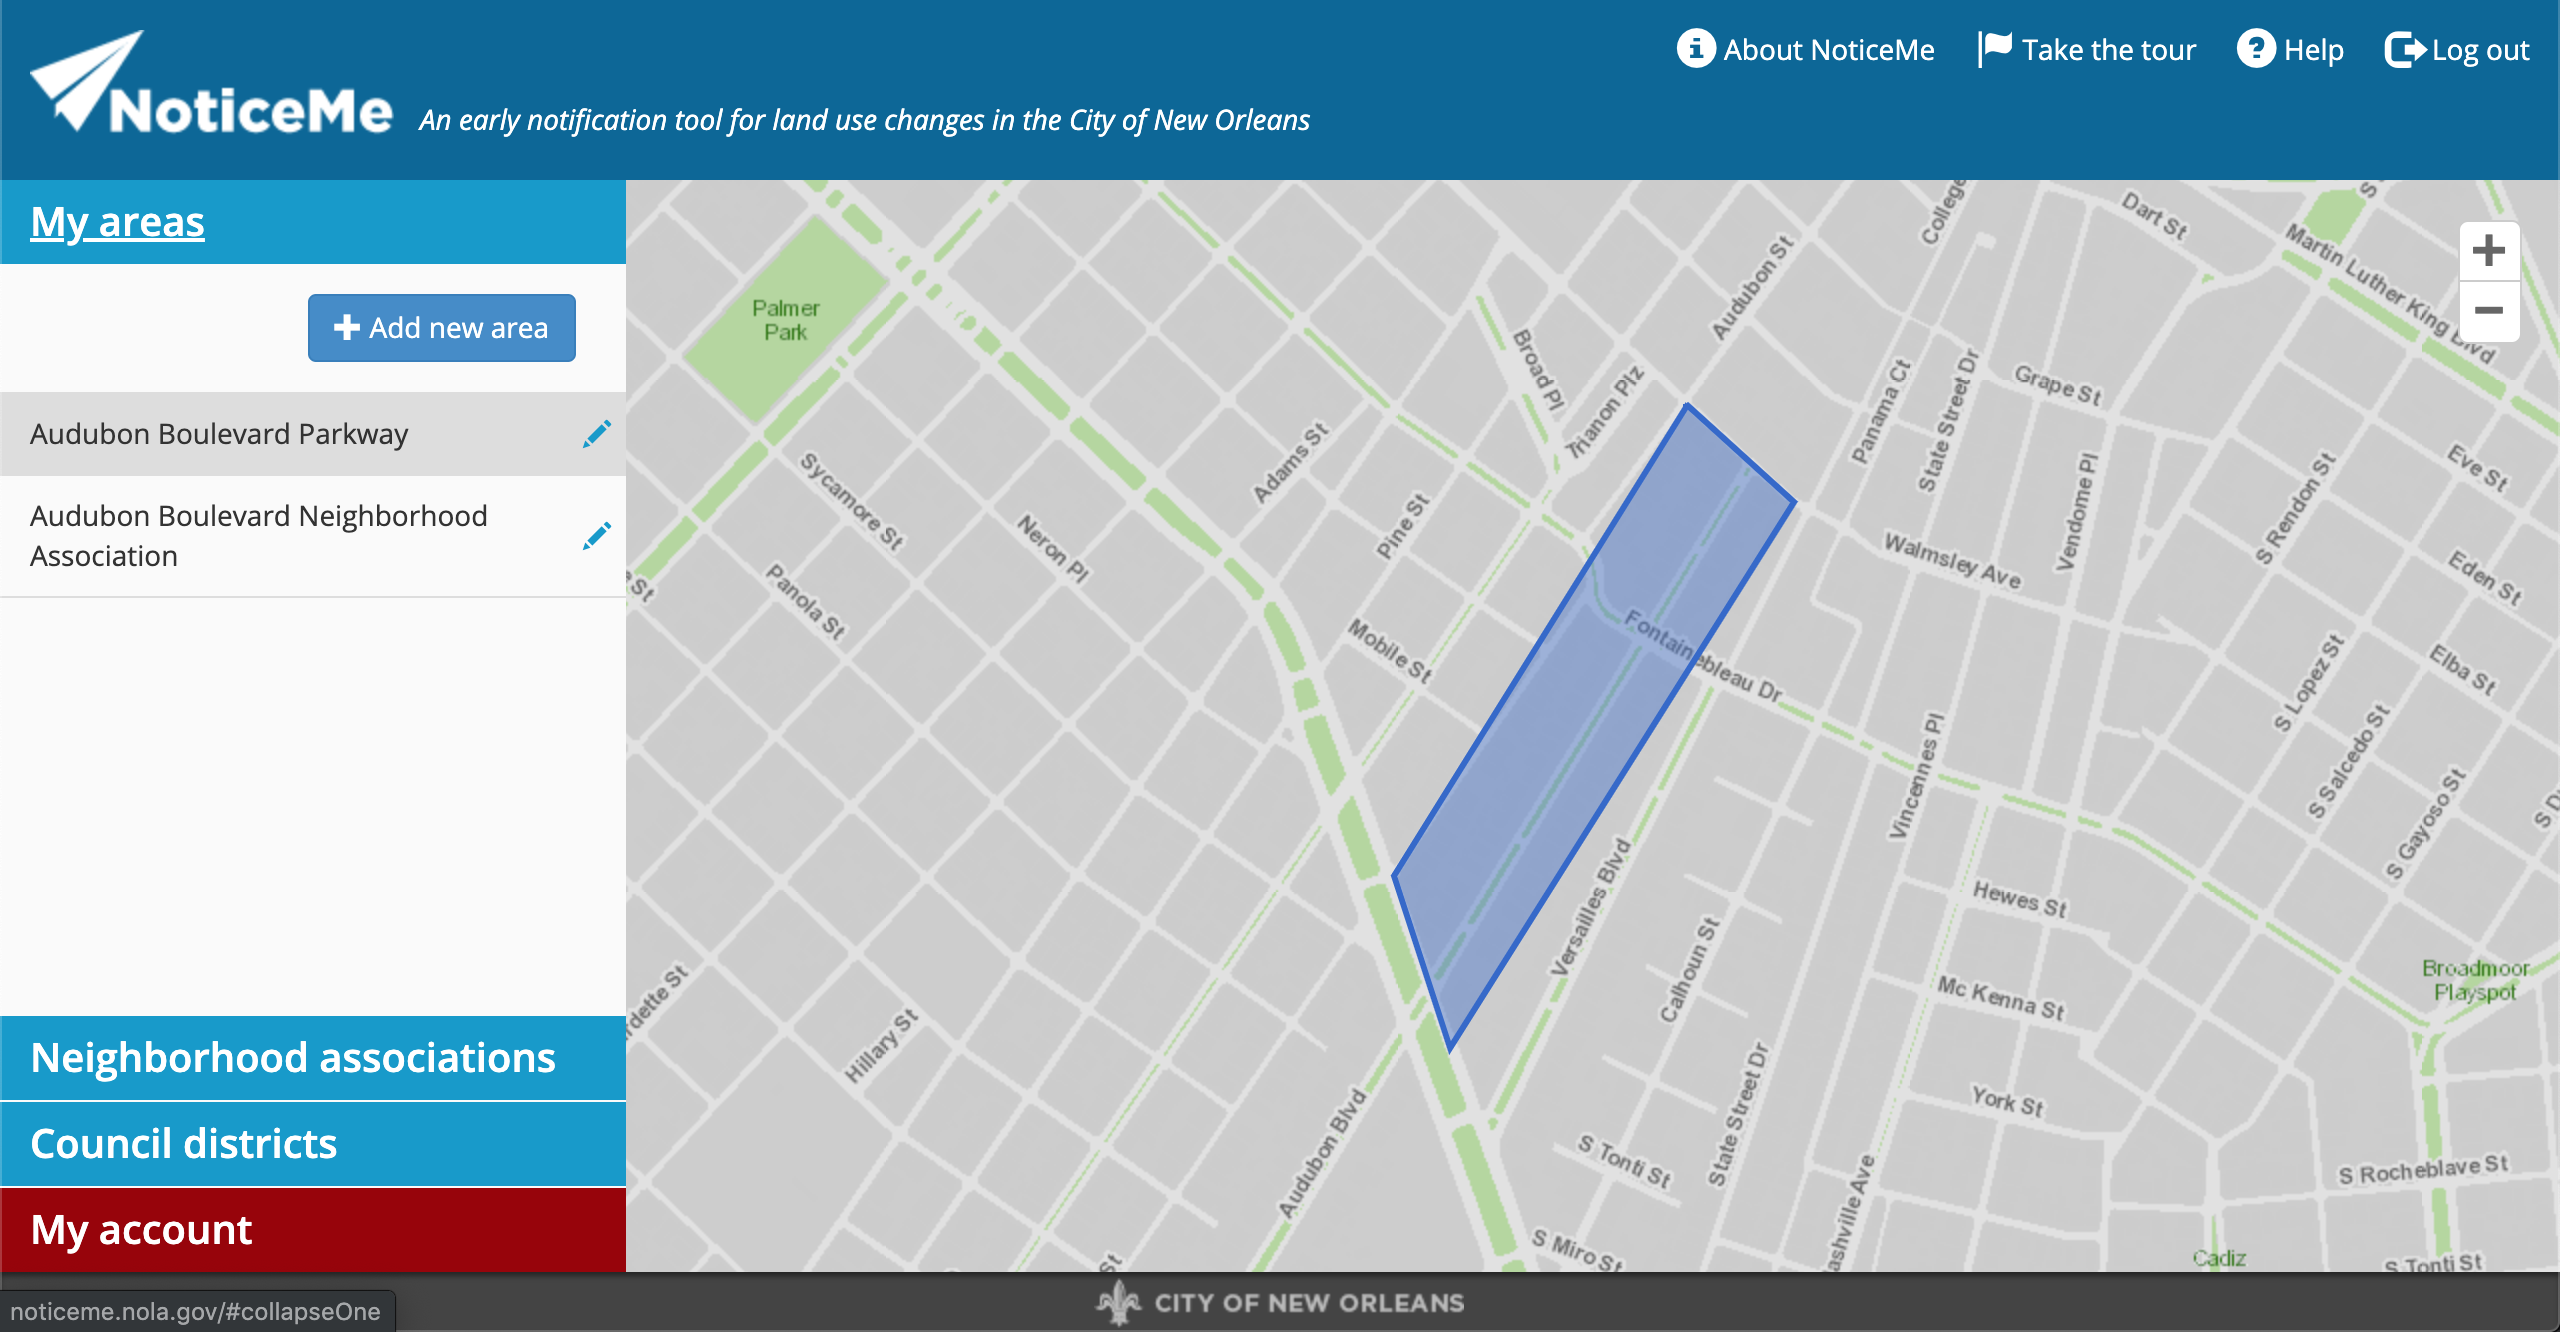 NoticeMe
An early notification tool for land use changes in the City of New Orleans
About NoticeMe
Take the tour
Help
Log out
My areas
Add new area
Audubon Boulevard Parkway
Audubon Boulevard Neighborhood
Association
Neighborhood associations
Council districts
My account
Palmer
Park
Sycamore St
Neron Pl
Panola St
Adams St
Pine St
Mobile St
Broad Pl
Trianon Plz
Audubon St
Panama Ct
State Street Dr
Grape St
Dart St
Martin Luther King Blvd
Vendome Pl
Walmsley Ave
S Rendon St
Eve St
Eden St
Elba St
S Lopez St
S Salcedo St
S Gayoso St
Fontainebleau Dr
Vincennes Pl
Versailles Blvd
Calhoun St
Hewes St
Mc Kenna St
York St
Broadmoor
Playspot
Hillary St
Audubon Blvd
State Street Dr
S Tonti St
S Miro St
S Rocheblave St
Cadiz
S Tonti St
CITY OF NEW ORLEANS
noticeme.nola.gov/#collapseOne